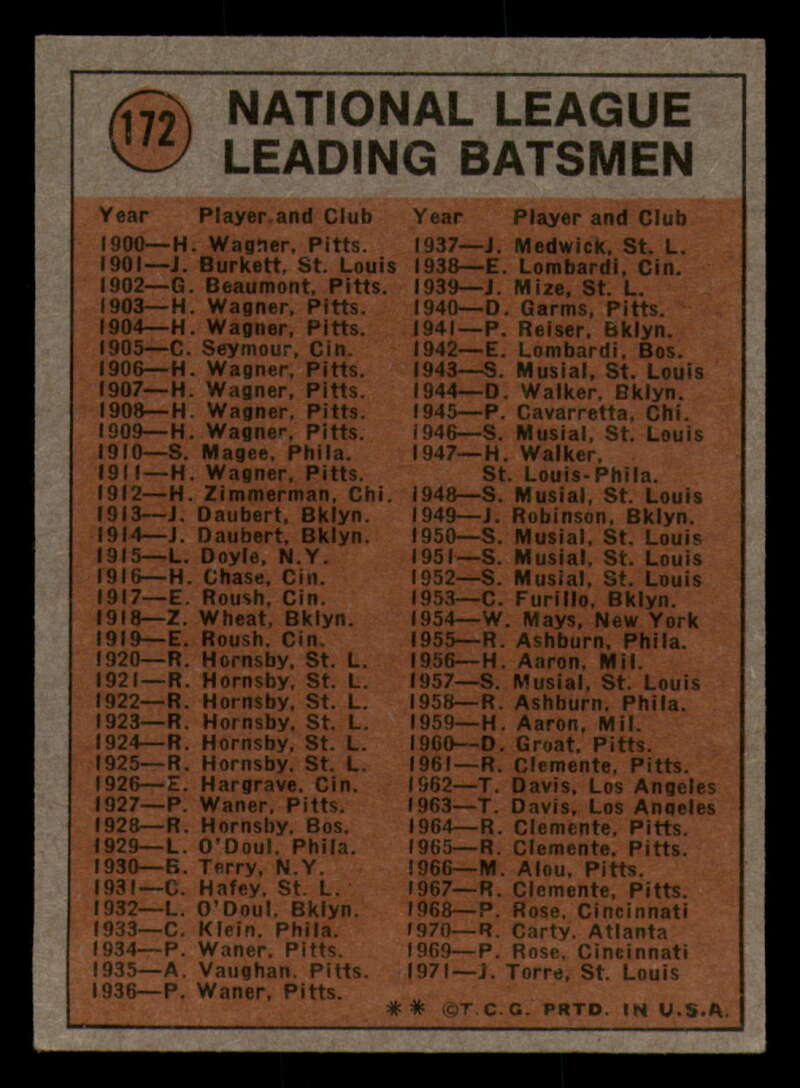 172
NATIONAL LEAGUE
LEADING BATSMEN
Year Player and Club
1900—H. Wagner, Pitts.
1901—J. Burkett, St. Louis
1902—G. Beaumont, Pitts.
1903—H. Wagner, Pitts.
1904—H. Wagner, Pitts.
1905—C. Seymour, Cin.
1906—H. Wagner, Pitts.
1907—H. Wagner, Pitts.
1908—H. Wagner, Pitts.
1909—H. Wagner, Pitts.
1910—S. Magee, Phila.
1911—H. Wagner, Pitts.
1912—H. Zimmerman, Chi.
1913—J. Daubert, Bklyn.
1914—J. Daubert, Bklyn.
1915—L. Doyle, N.Y.
1916—H. Chase, Cin.
1917—E. Roush, Cin.
1918—Z. Wheat, Bklyn.
1919—E. Roush, Cin.
1920—R. Hornsby, St. L.
1921—R. Hornsby, St. L.
1922—R. Hornsby, St. L.
1923—R. Hornsby, St. L.
1924—R. Hornsby, St. L.
1925—R. Hornsby, St. L.
1926—E. Hargrave, Cin.
1927—P. Waner, Pitts.
1928—R. Hornsby, Bos.
1929—L. O'Doul, Phila.
1930—B. Terry, N.Y.
1931—C. Hafey, St. L.
1932—L. O'Doul, Bklyn.
1933—C. Klein, Phila.
1934—P. Waner, Pitts.
1935—A. Vaughan, Pitts.
1936—P. Waner, Pitts.
Year Player and Club
1937—J. Medwick, St. L.
1938—E. Lombardi, Cin.
1939—J. Mize, St. L.
1940—D. Garms, Pitts.
1941—P. Reiser, Bklyn.
1942—E. Lombardi, Bos.
1943—S. Musial, St. Louis
1944—D. Walker, Bklyn.
1945—P. Cavarretta, Chi.
1946—S. Musial, St. Louis
1947—H. Walker,
St. Louis-Phila.
1948—S. Musial, St. Louis
1949—J. Robinson, Bklyn.
1950—S. Musial, St. Louis
1951—S. Musial, St. Louis
1952—S. Musial, St. Louis
1953—C. Furillo, Bklyn.
1954—W. Mays, New York
1955—R. Ashburn, Phila.
1956—H. Aaron, Mil.
1957—S. Musial, St. Louis
1958—R. Ashburn, Phila.
1959—H. Aaron, Mil.
1960—D. Groat, Pitts.
1961—R. Clemente, Pitts.
1962—T. Davis, Los Angeles
1963—T. Davis, Los Angeles
1964—R. Clemente, Pitts.
1965—R. Clemente, Pitts.
1966—M. Alou, Pitts.
1967—R. Clemente, Pitts.
1968—P. Rose, Cincinnati
1970—R. Carty, Atlanta
1969—P. Rose, Cincinnati
1971—J. Torre, St. Louis
** ©T.C.G. PRTD. IN U.S.A.